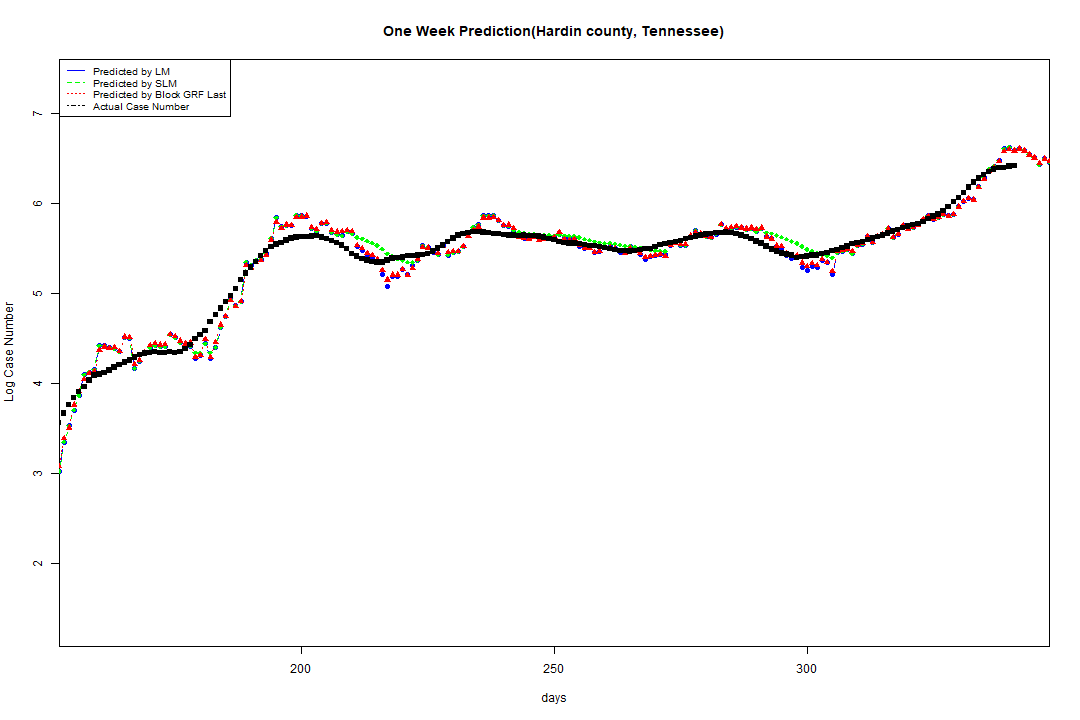 One Week Prediction(Hardin county, Tennessee)
Predicted by LM
Predicted by SLM
Predicted by Block GRF Last
Actual Case Number
7
6
5
4
3
2
Log Case Number
200 250 300
days